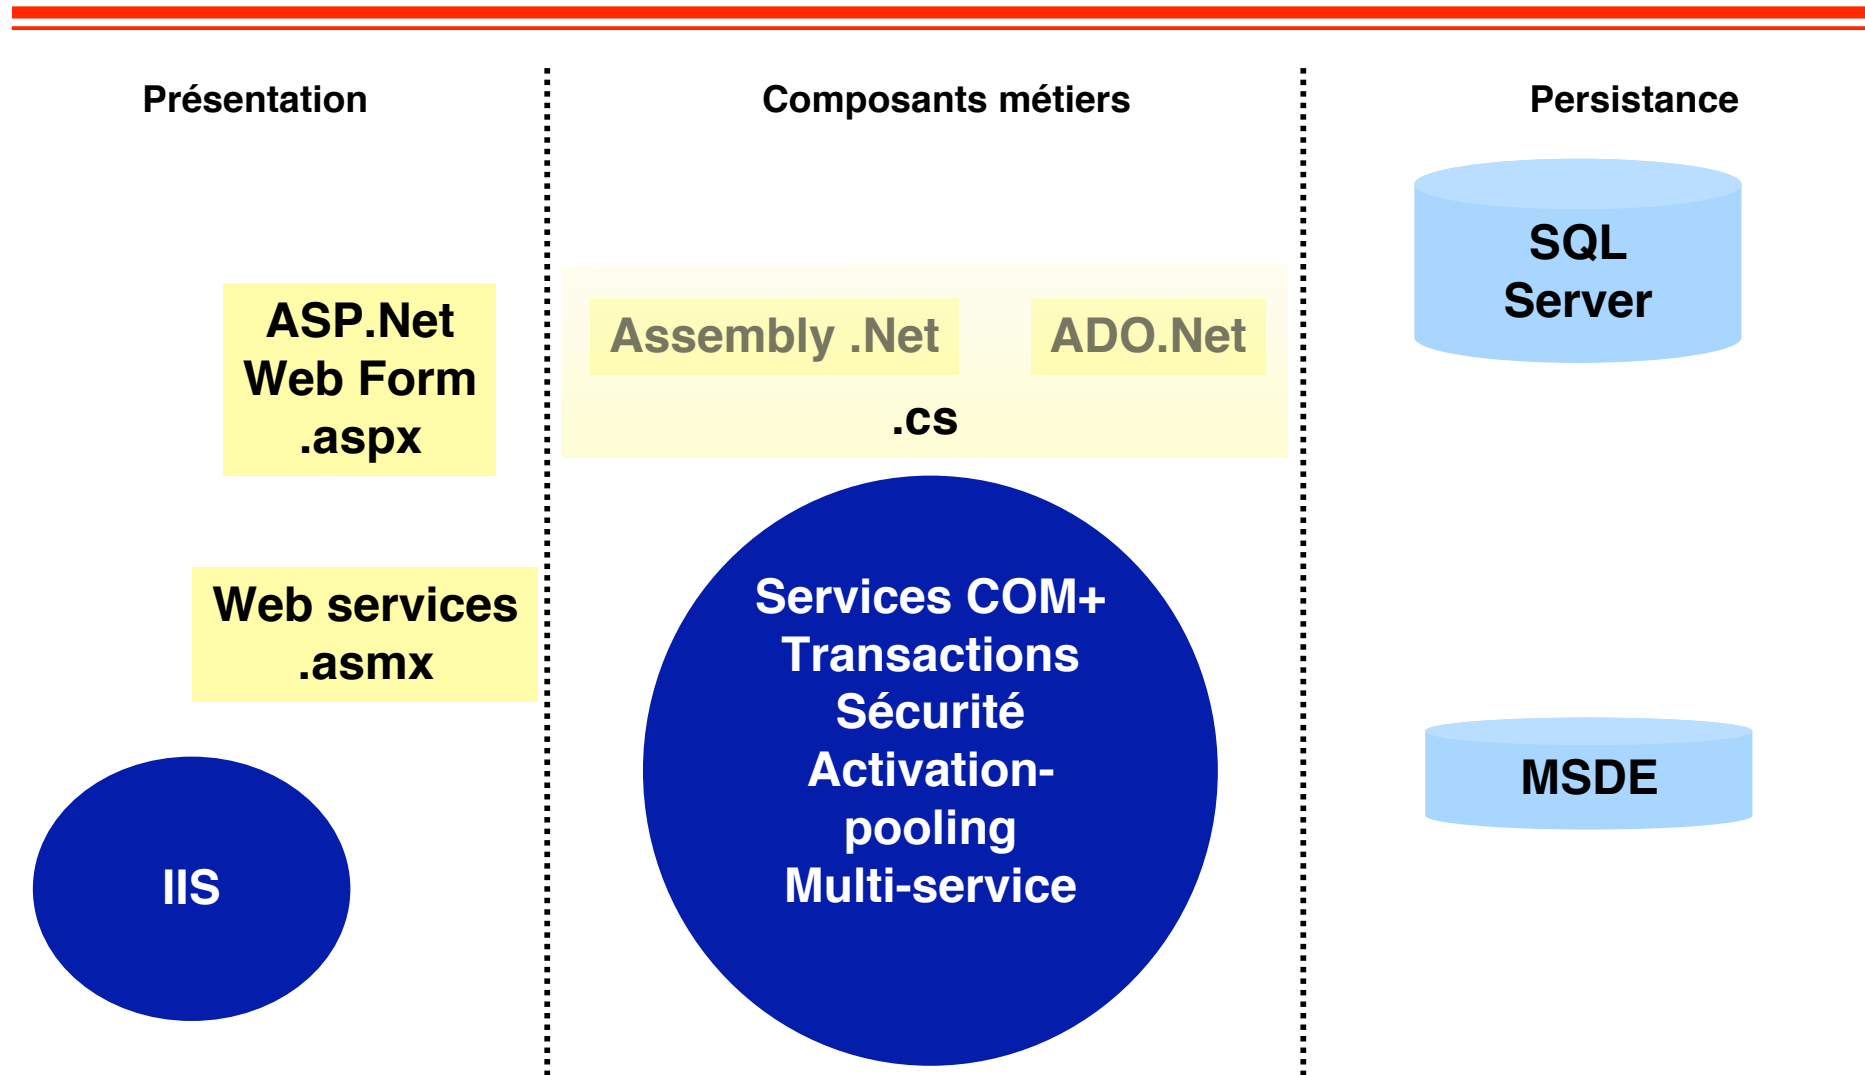 Présentation
Composants métiers
Persistance
ASP.Net
Web Form
.aspx
Web services
.asmx
IIS
Assembly .Net
ADO.Net
.cs
Services COM+
Transactions
Sécurité
Activation-
pooling
Multi-service
SQL
Server
MSDE